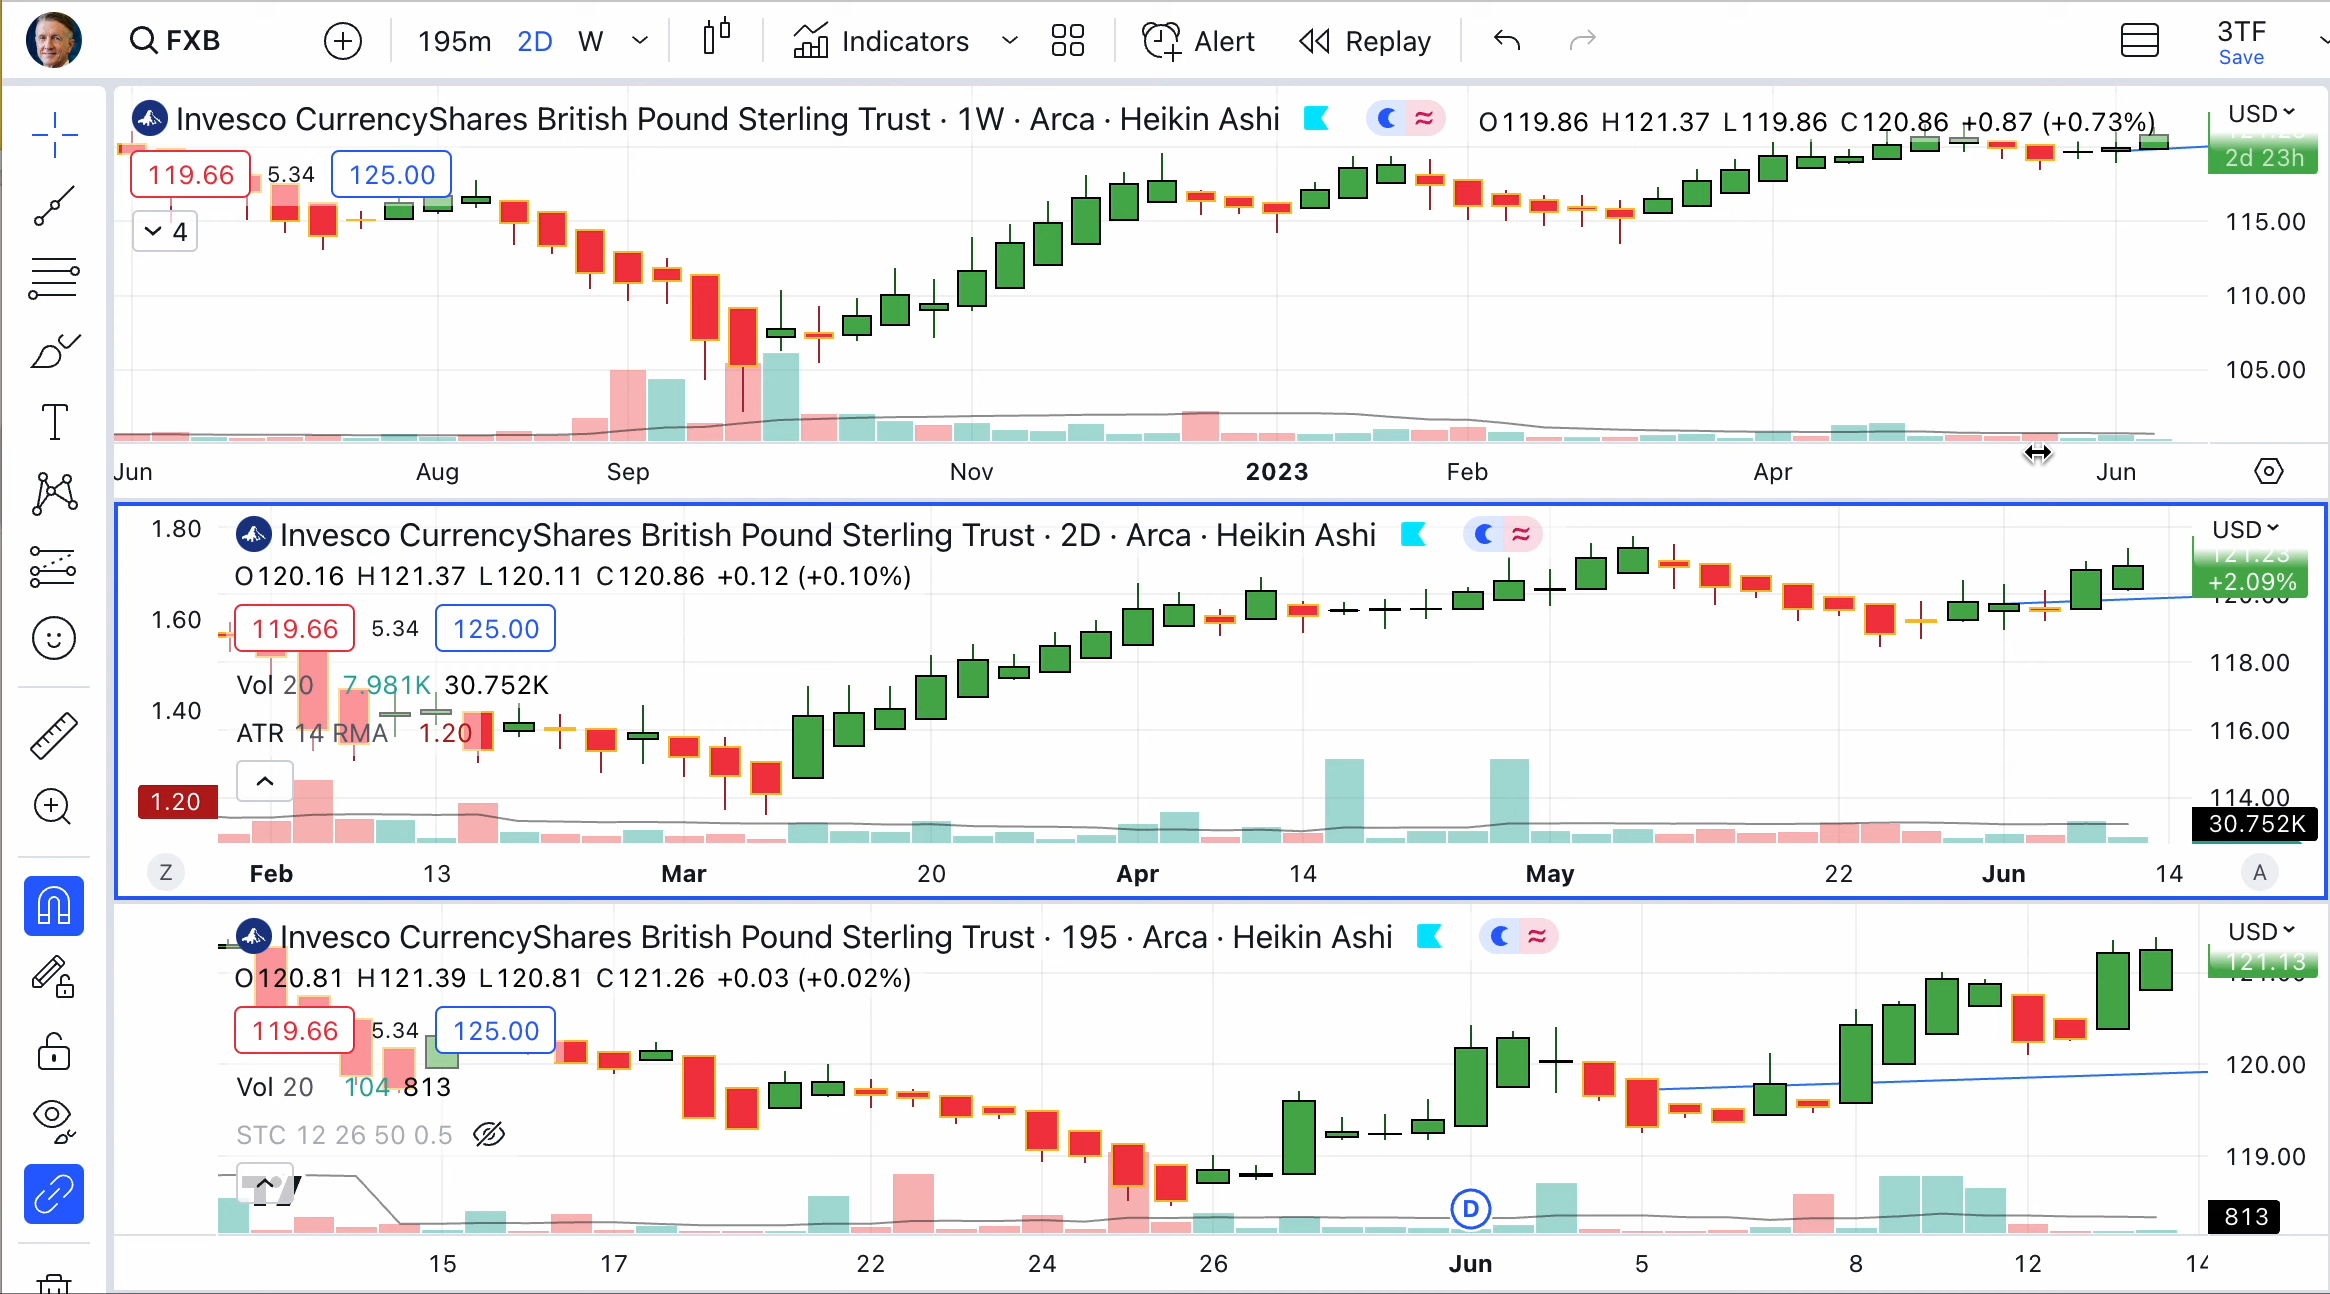 FXB
195m 2D W
Indicators
Alert
Replay
3TF
Save
Invesco CurrencyShares British Pound Sterling Trust · 1W · Arca · Heikin Ashi
O119.86 H121.37 L119.86 C120.86 +0.87 (+0.73%)
USD
2d 23h
119.66 5.34 125.00
4
115.00
110.00
105.00
Jun Aug Sep Nov 2023 Feb Apr Jun
Invesco CurrencyShares British Pound Sterling Trust · 2D · Arca · Heikin Ashi
O120.16 H121.37 L120.11 C120.86 +0.12 (+0.10%)
119.66 5.34 125.00
Vol 20 7.981K 30.752K
ATR 14 RMA 1.20
1.80
1.60
1.40
1.20
USD
121.23
+2.09%
118.00
116.00
114.00
30.752K
Z Feb 13 Mar 20 Apr 14 May 22 Jun 14 A
Invesco CurrencyShares British Pound Sterling Trust · 195 · Arca · Heikin Ashi
O120.81 H121.39 L120.81 C121.26 +0.03 (+0.02%)
119.66 5.34 125.00
Vol 20 104 813
STC 12 26 50 0.5
USD
121.13
120.00
119.00
813
D
15 17 22 24 26 Jun 5 8 12 14